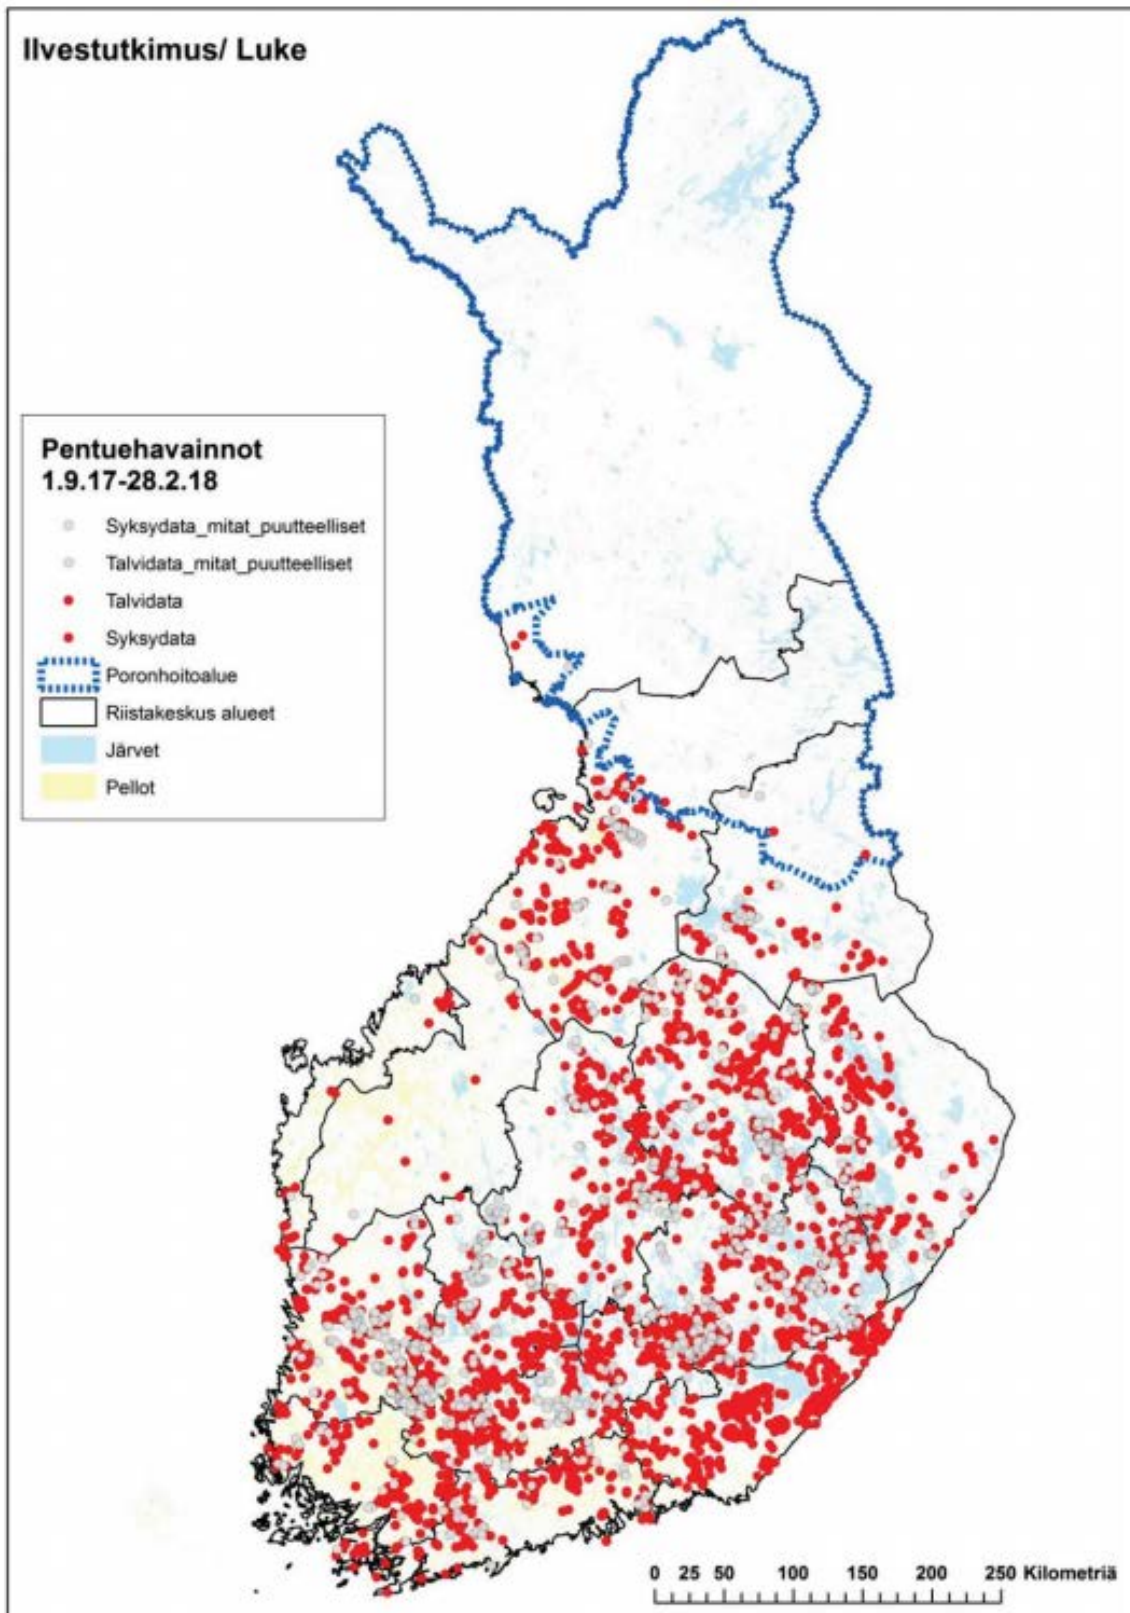 Ilvestutkimus/ Luke
Pentuehavainnot
1.9.17-28.2.18
Syksydata_mitat_puutteelliset
Talvidata_mitat_puutteelliset
Talvidata
Syksydata
Poronhoitoalue
Riistakeskus alueet
Järvet
Pellot
0 25 50 100 150 200 250 Kilometriä